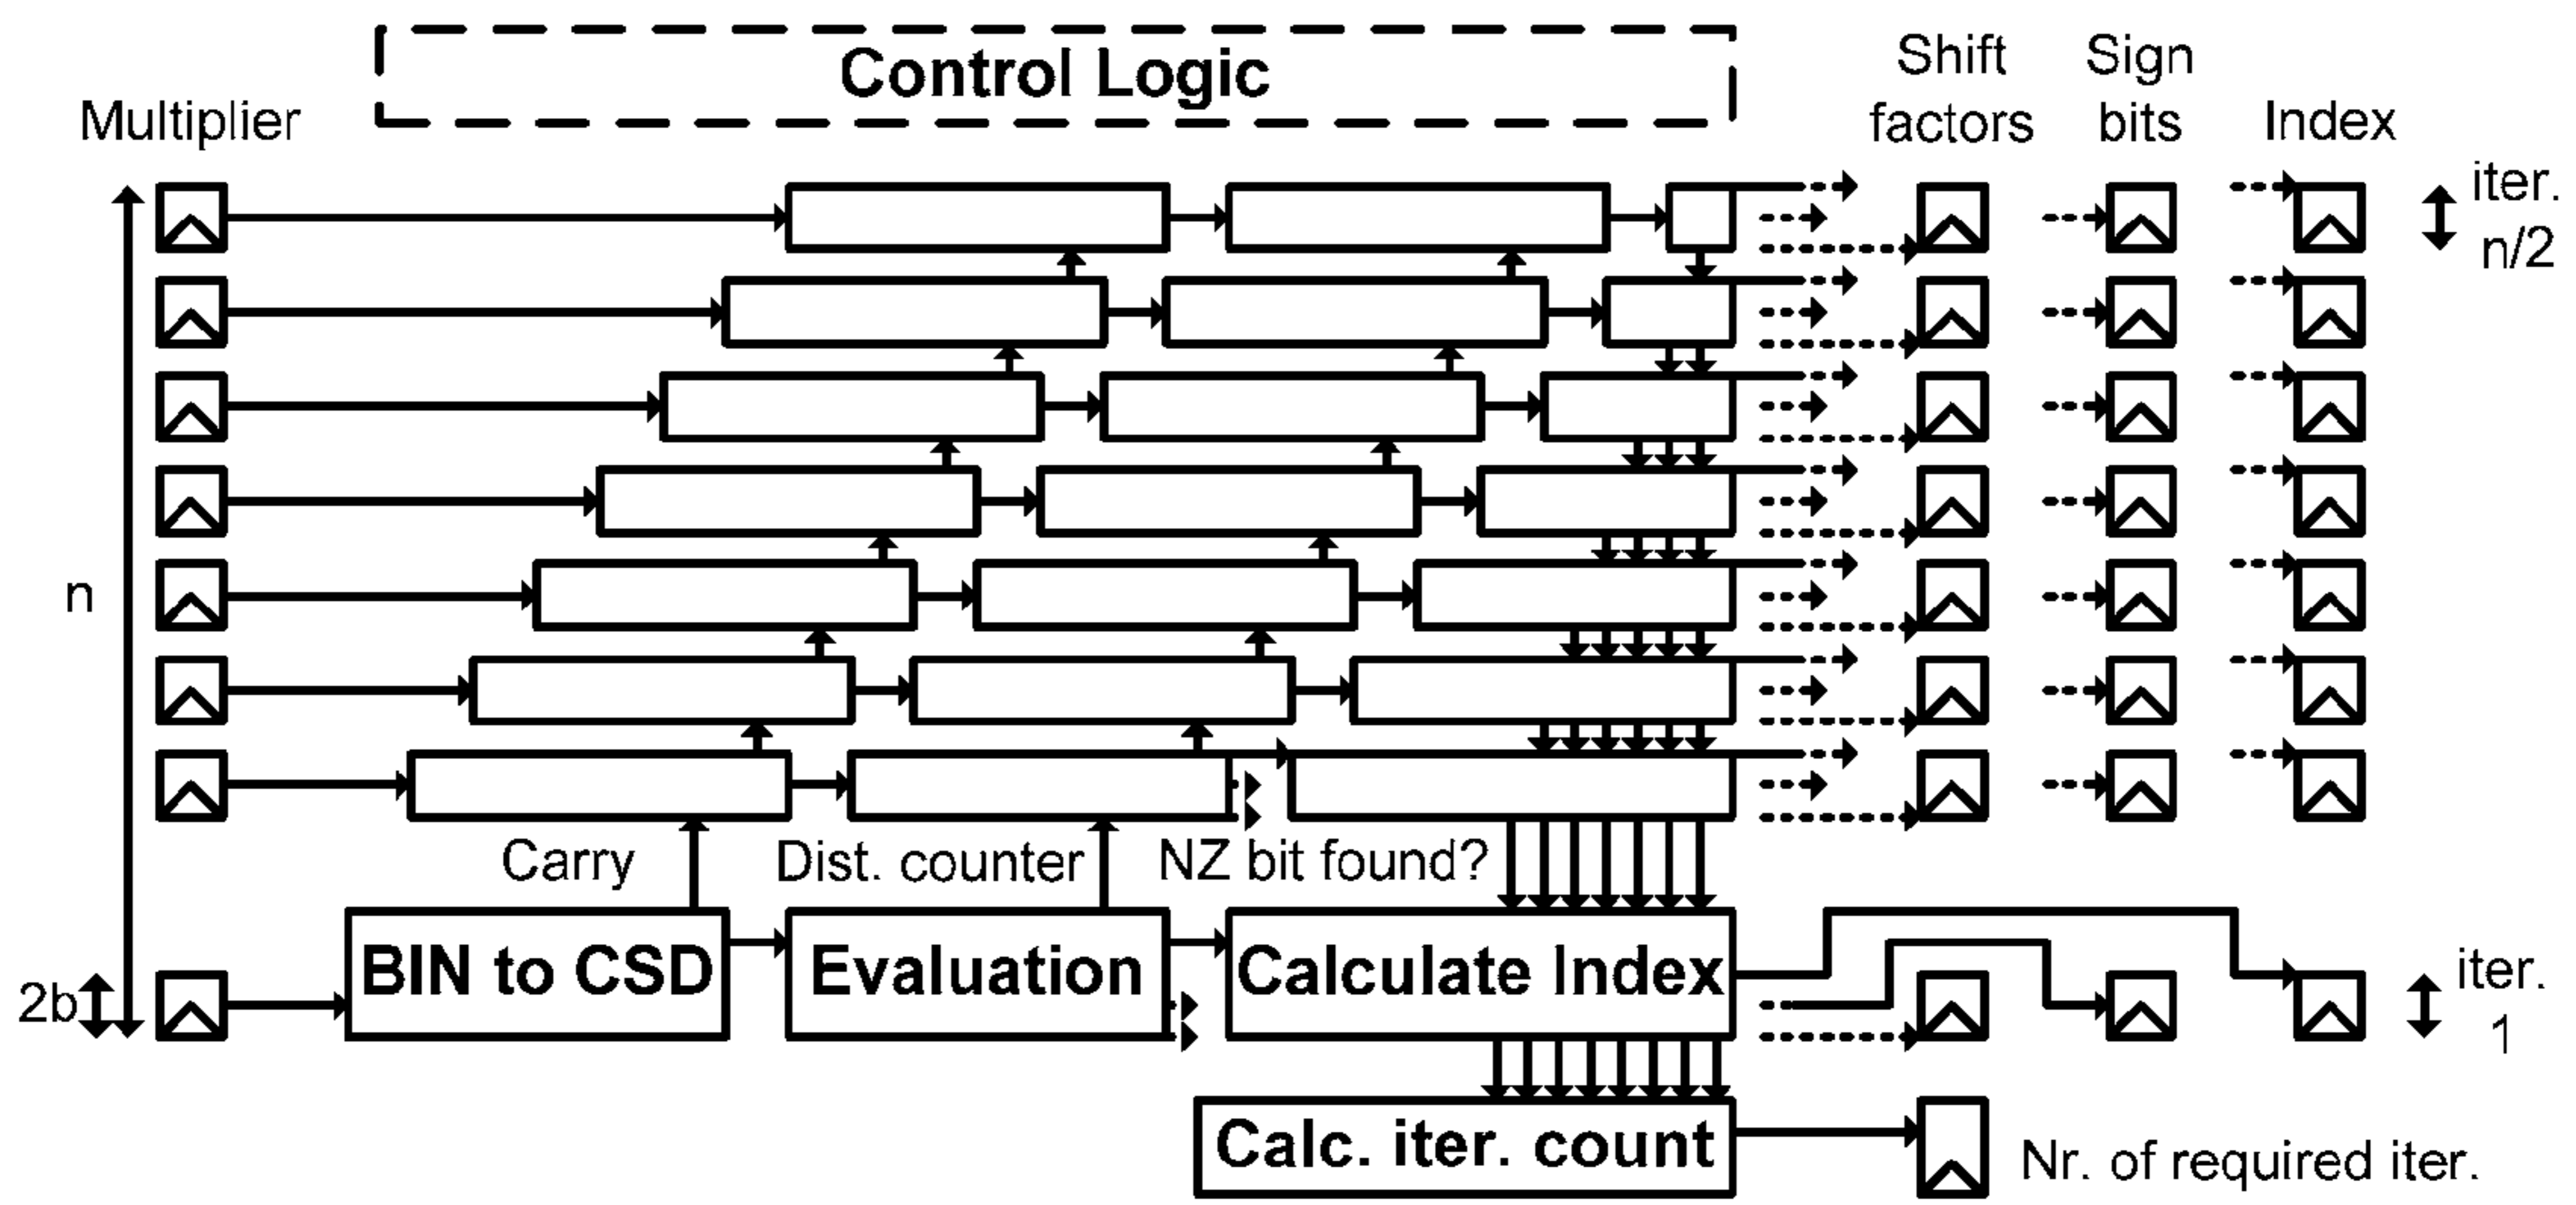 Control Logic
Multiplier
Shift
factors
Sign
bits
Index
iter.
n/2
n
Carry
Dist. counter
NZ bit found?
2b
BIN to CSD
Evaluation
Calculate Index
iter.
1
Calc. iter. count
Nr. of required iter.